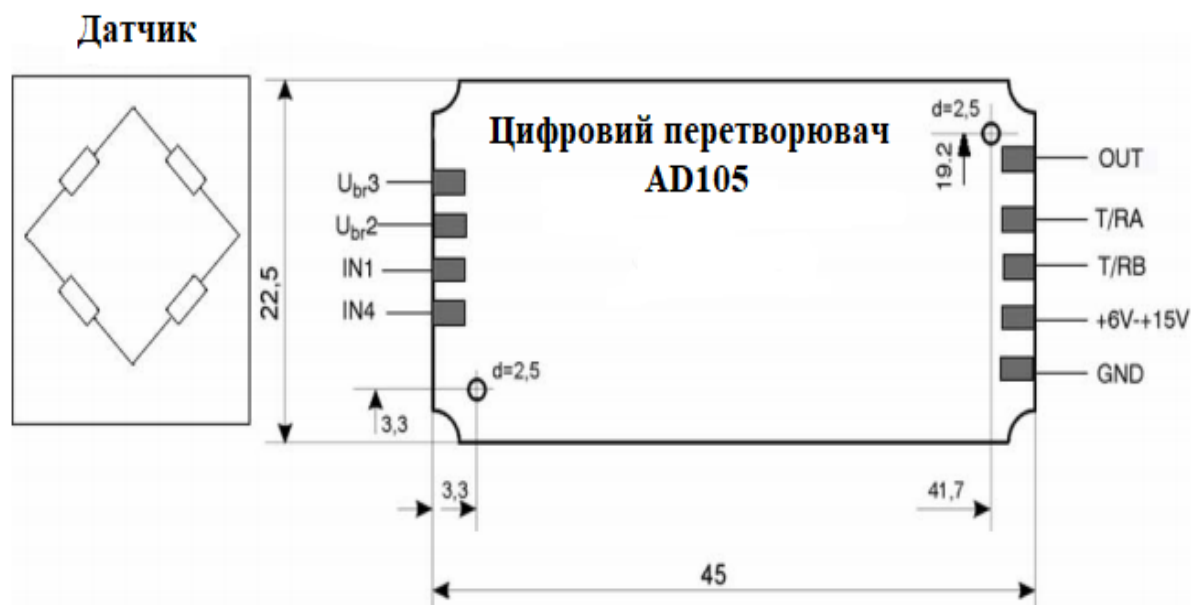 Датчик
Цифровий перетворювач
AD105
d=2,5
19.2
OUT
T/RA
T/RB
+6V-+15V
GND
Ubr3
Ubr2
IN1
IN4
22,5
d=2,5
3,3
3,3
41,7
45